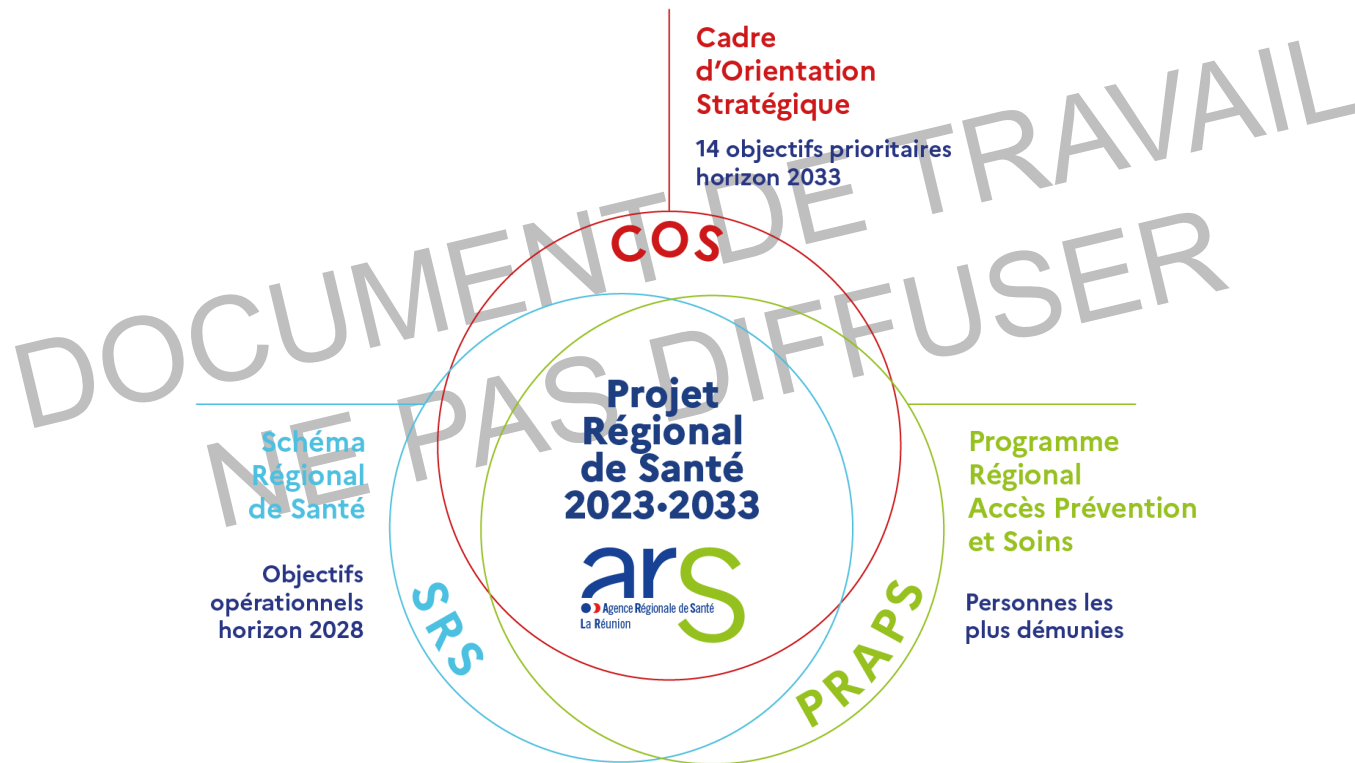 Cadre
d'Orientation
Stratégique
14 objectifs prioritaires
horizon 2033
DOCUMENT DE TRAVAIL
NE PAS DIFFUSER
COS
Projet
Régional
de Santé
2023•2033
ars
Agence Régionale de Santé
La Réunion
Schéma
Régional
de Santé
Objectifs
opérationnels
horizon 2028
SRS
Programme
Régional
Accès Prévention
et Soins
Personnes les
plus démunies
PRAPS